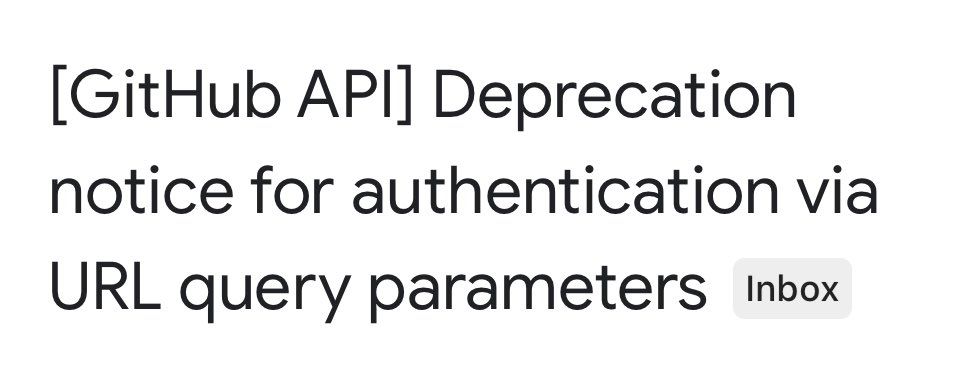 [GitHub API] Deprecation
notice for authentication via
URL query parameters Inbox